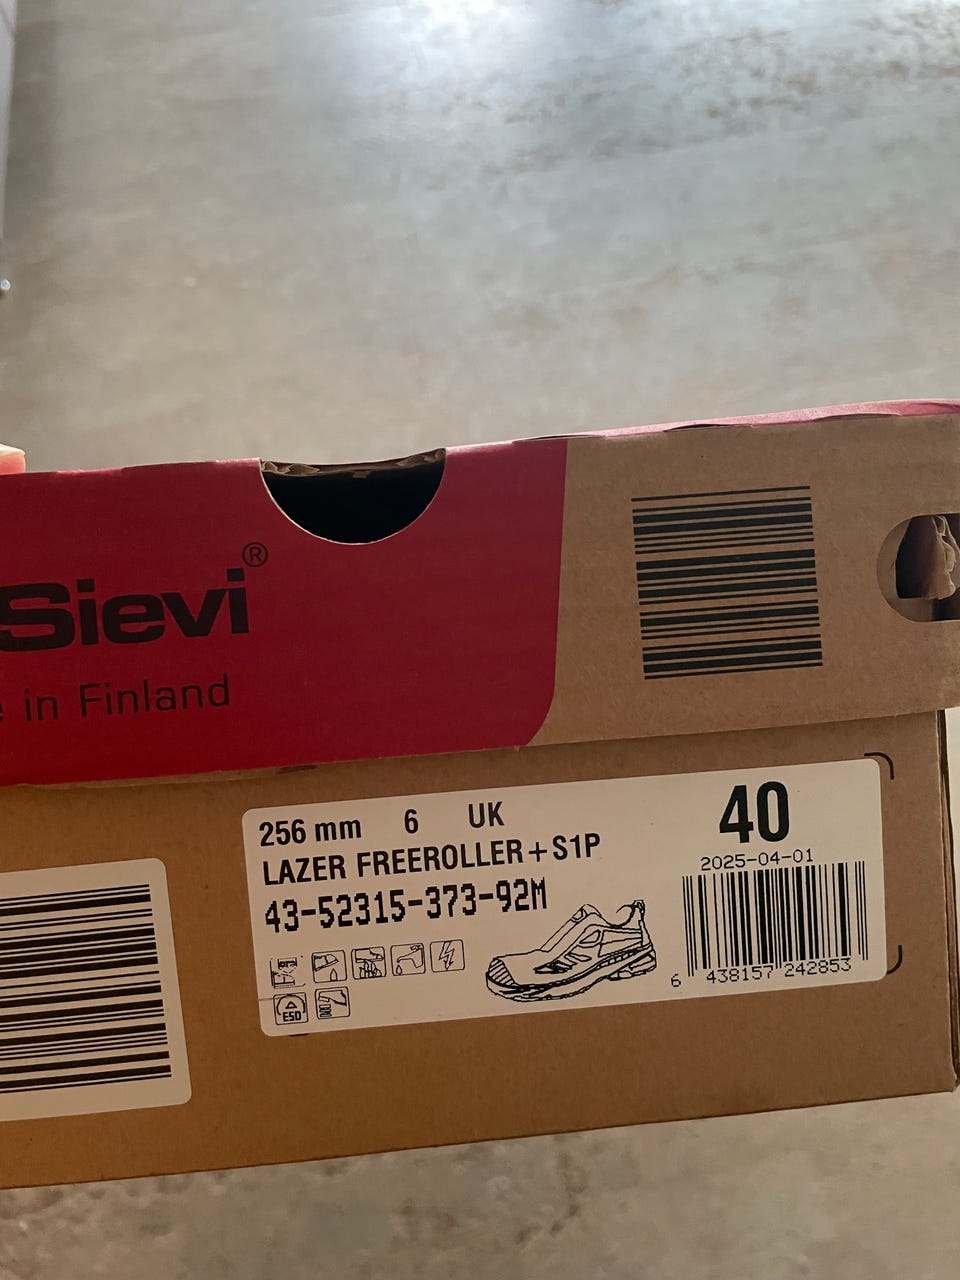 Sievi®
in Finland
256 mm 6 UK
LAZER FREEROLLER+S1P
43-52315-373-92M
40
2025-04-01
6 438157 242853
ESD